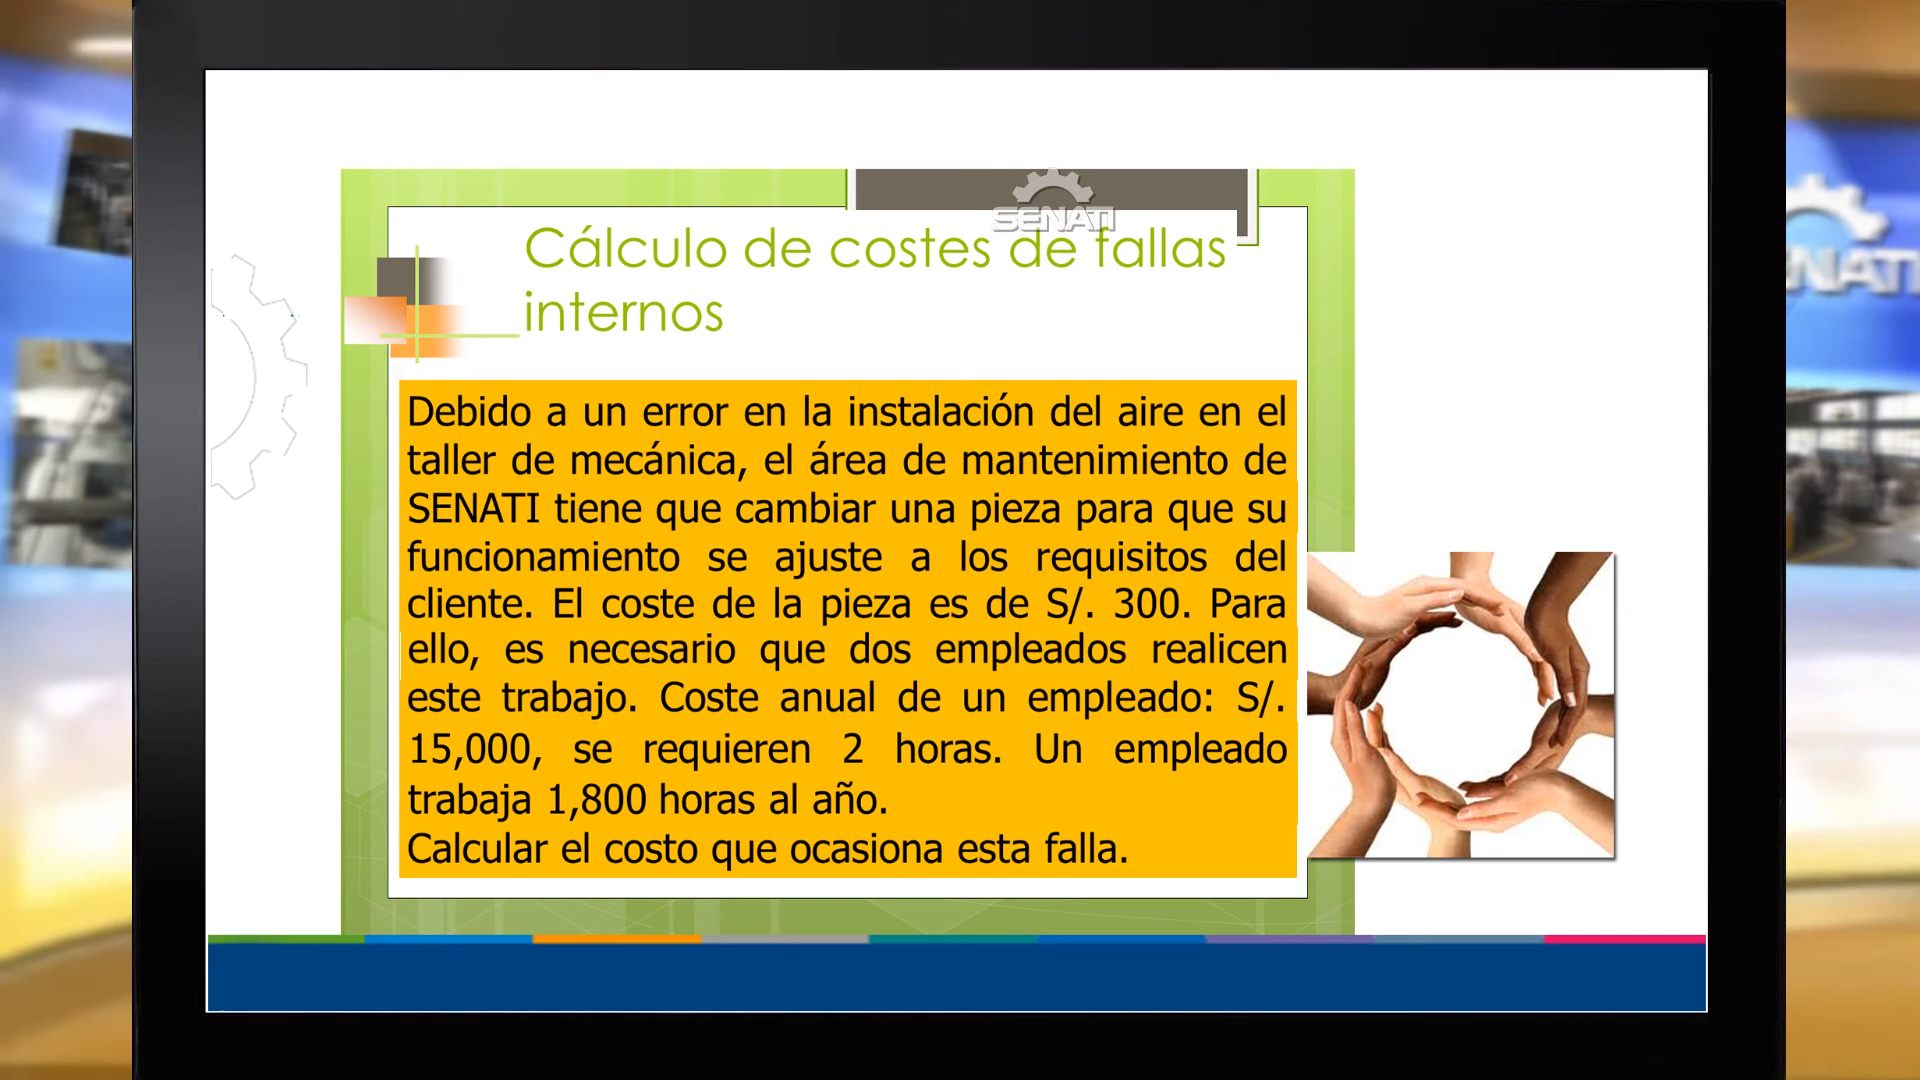 SENATI
Cálculo de costes de fallas
internos
Debido a un error en la instalación del aire en el
taller de mecánica, el área de mantenimiento de
SENATI tiene que cambiar una pieza para que su
funcionamiento se ajuste a los requisitos del
cliente. El coste de la pieza es de S/. 300. Para
ello, es necesario que dos empleados realicen
este trabajo. Coste anual de un empleado: S/.
15,000, se requieren 2 horas. Un empleado
trabaja 1,800 horas al año.
Calcular el costo que ocasiona esta falla.
NATI